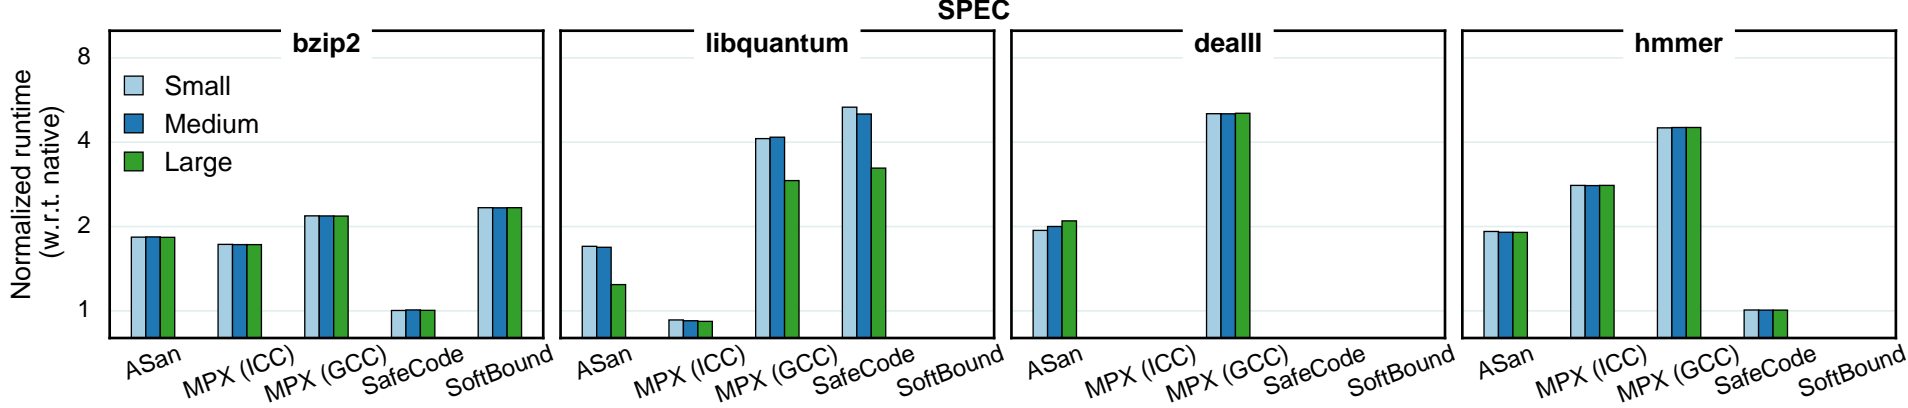 SPEC
bzip2
libquantum
dealII
hmmer
Normalized runtime
(w.r.t. native)
8
4
2
1
Small
Medium
Large
ASan
MPX (ICC)
MPX (GCC)
SafeCode
SoftBound
ASan
MPX (ICC)
MPX (GCC)
SafeCode
SoftBound
ASan
MPX (ICC)
MPX (GCC)
SafeCode
SoftBound
ASan
MPX (ICC)
MPX (GCC)
SafeCode
SoftBound